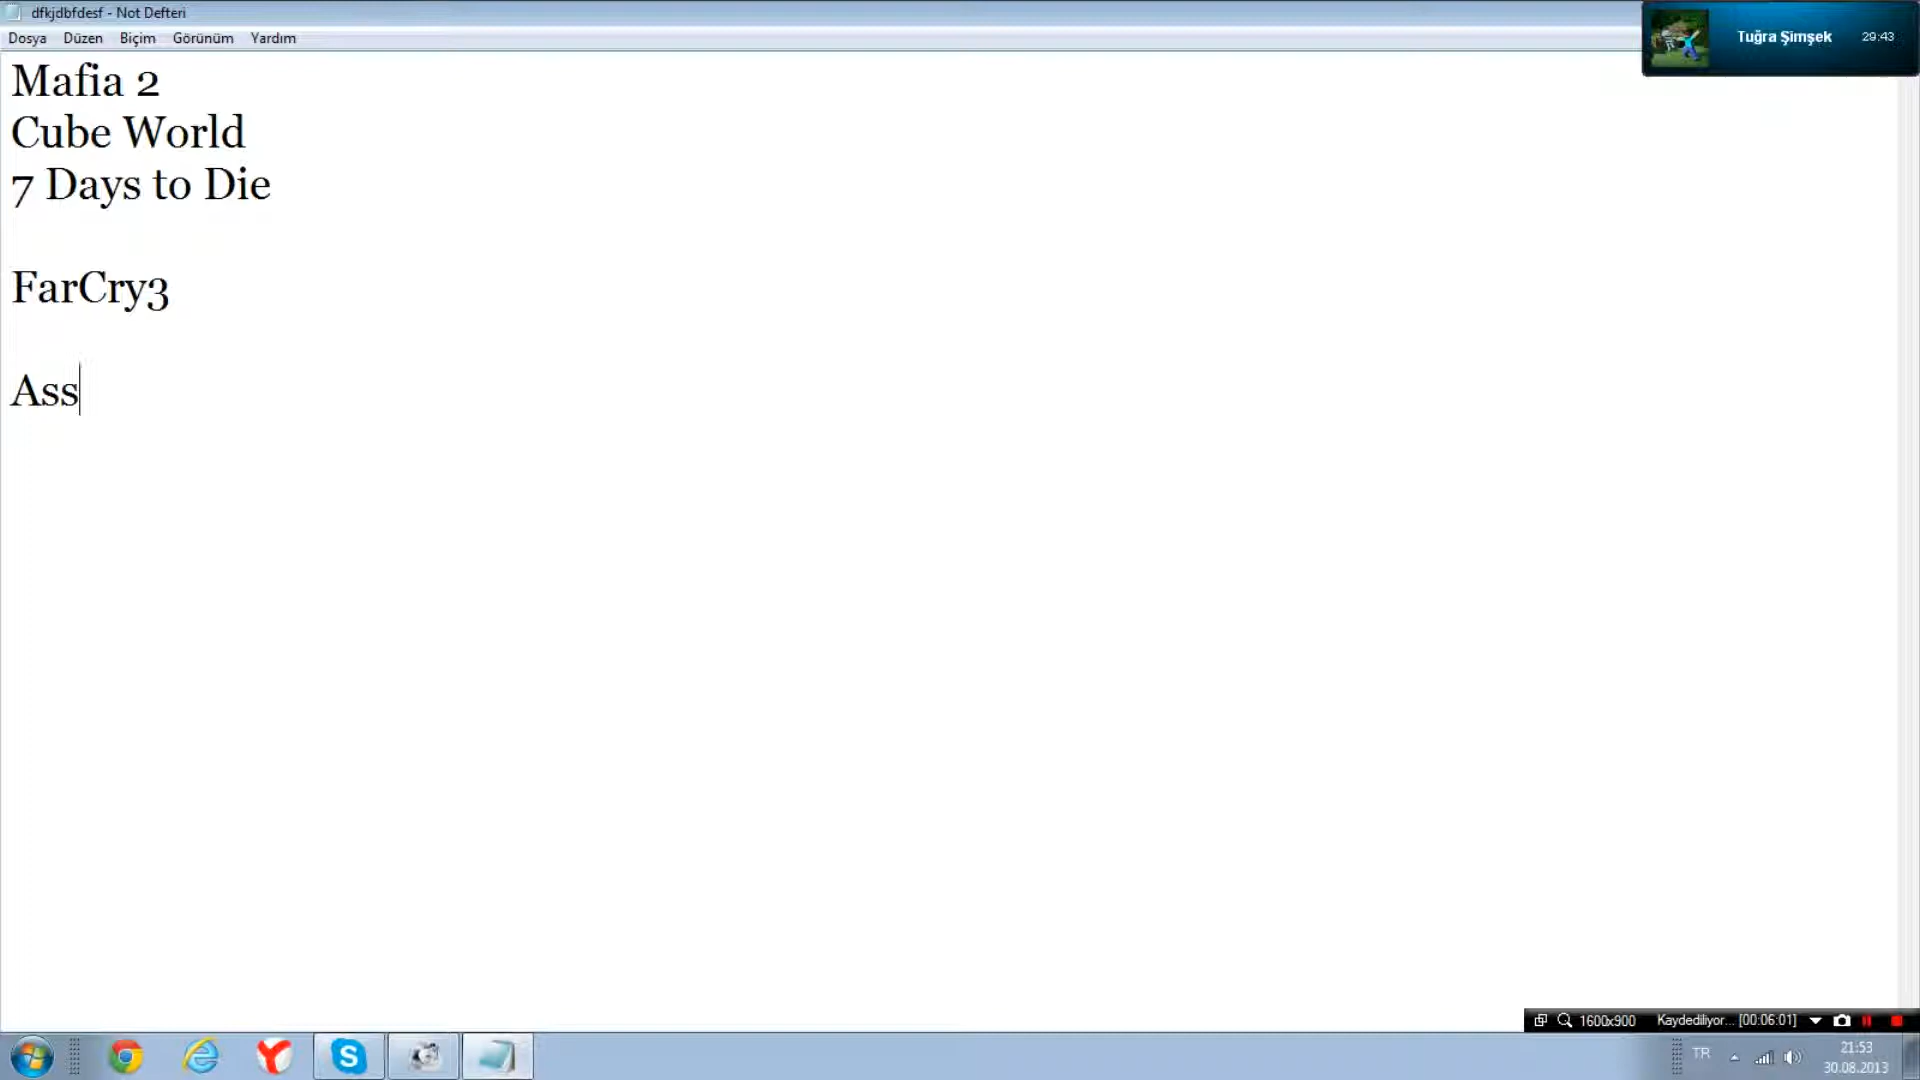 dfkjdbfdesf - Not Defteri
Dosya Düzen Biçim Görünüm Yardım
Tuğra Şimşek 29:43
Mafia 2
Cube World
7 Days to Die
FarCry3
Ass
1600x900 Kaydediliyor... [00:06:01]
TR
21:53
30.08.2013